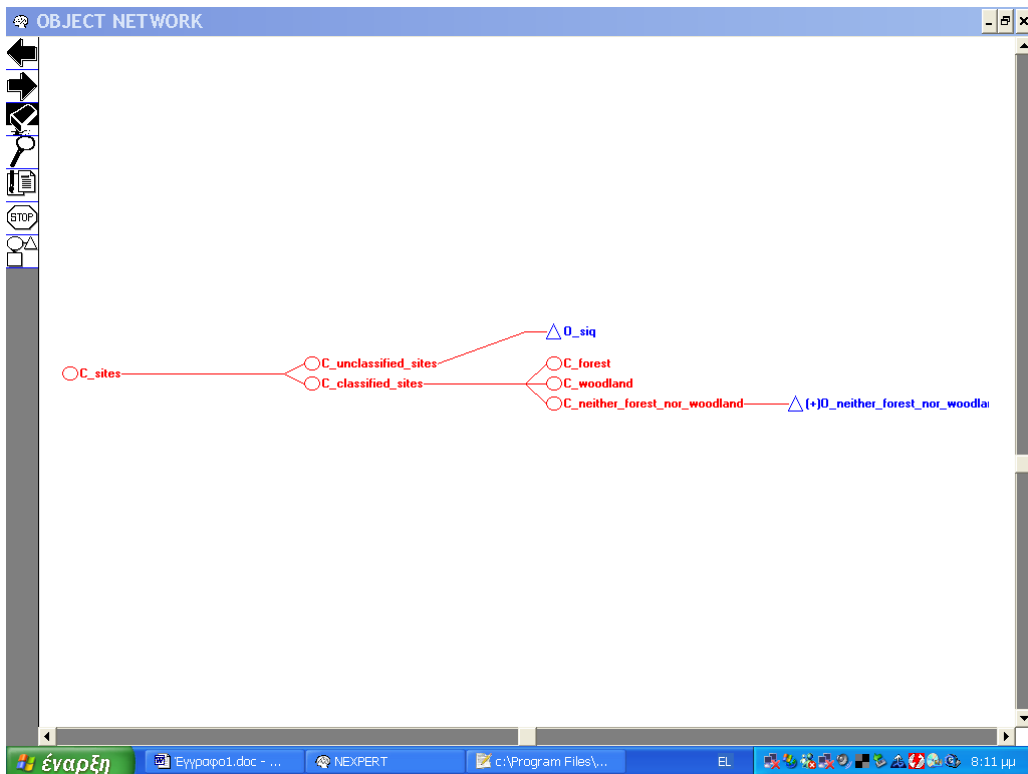 OBJECT NETWORK
STOP
O_siq
C_unclassified_sites
C_forest
C_sites
C_classified_sites
C_woodland
C_neither_forest_nor_woodland
(+)O_neither_forest_nor_woodlan
έναρξη
Έγγραφο1.doc - ...
NEXPERT
c:\Program Files\...
EL
8:11 μμ